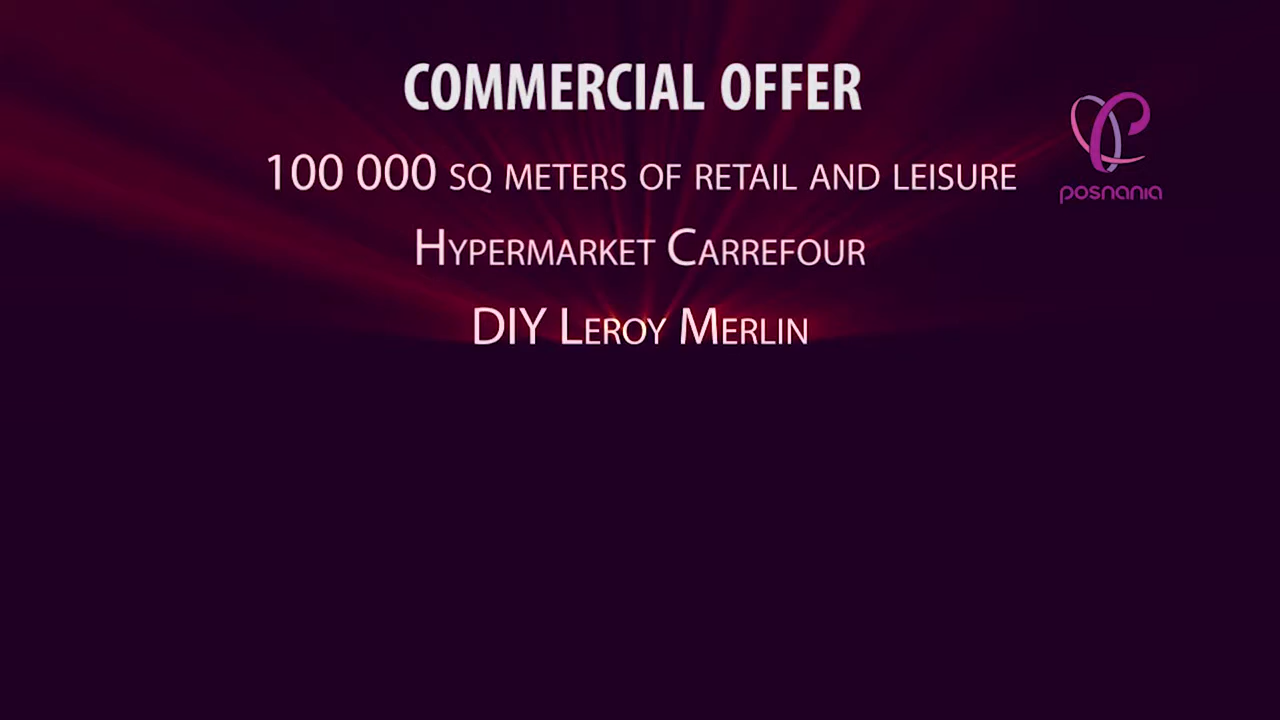 COMMERCIAL OFFER
100 000 SQ METERS OF RETAIL AND LEISURE
posnania
HYPERMARKET CARREFOUR
DIY LEROY MERLIN